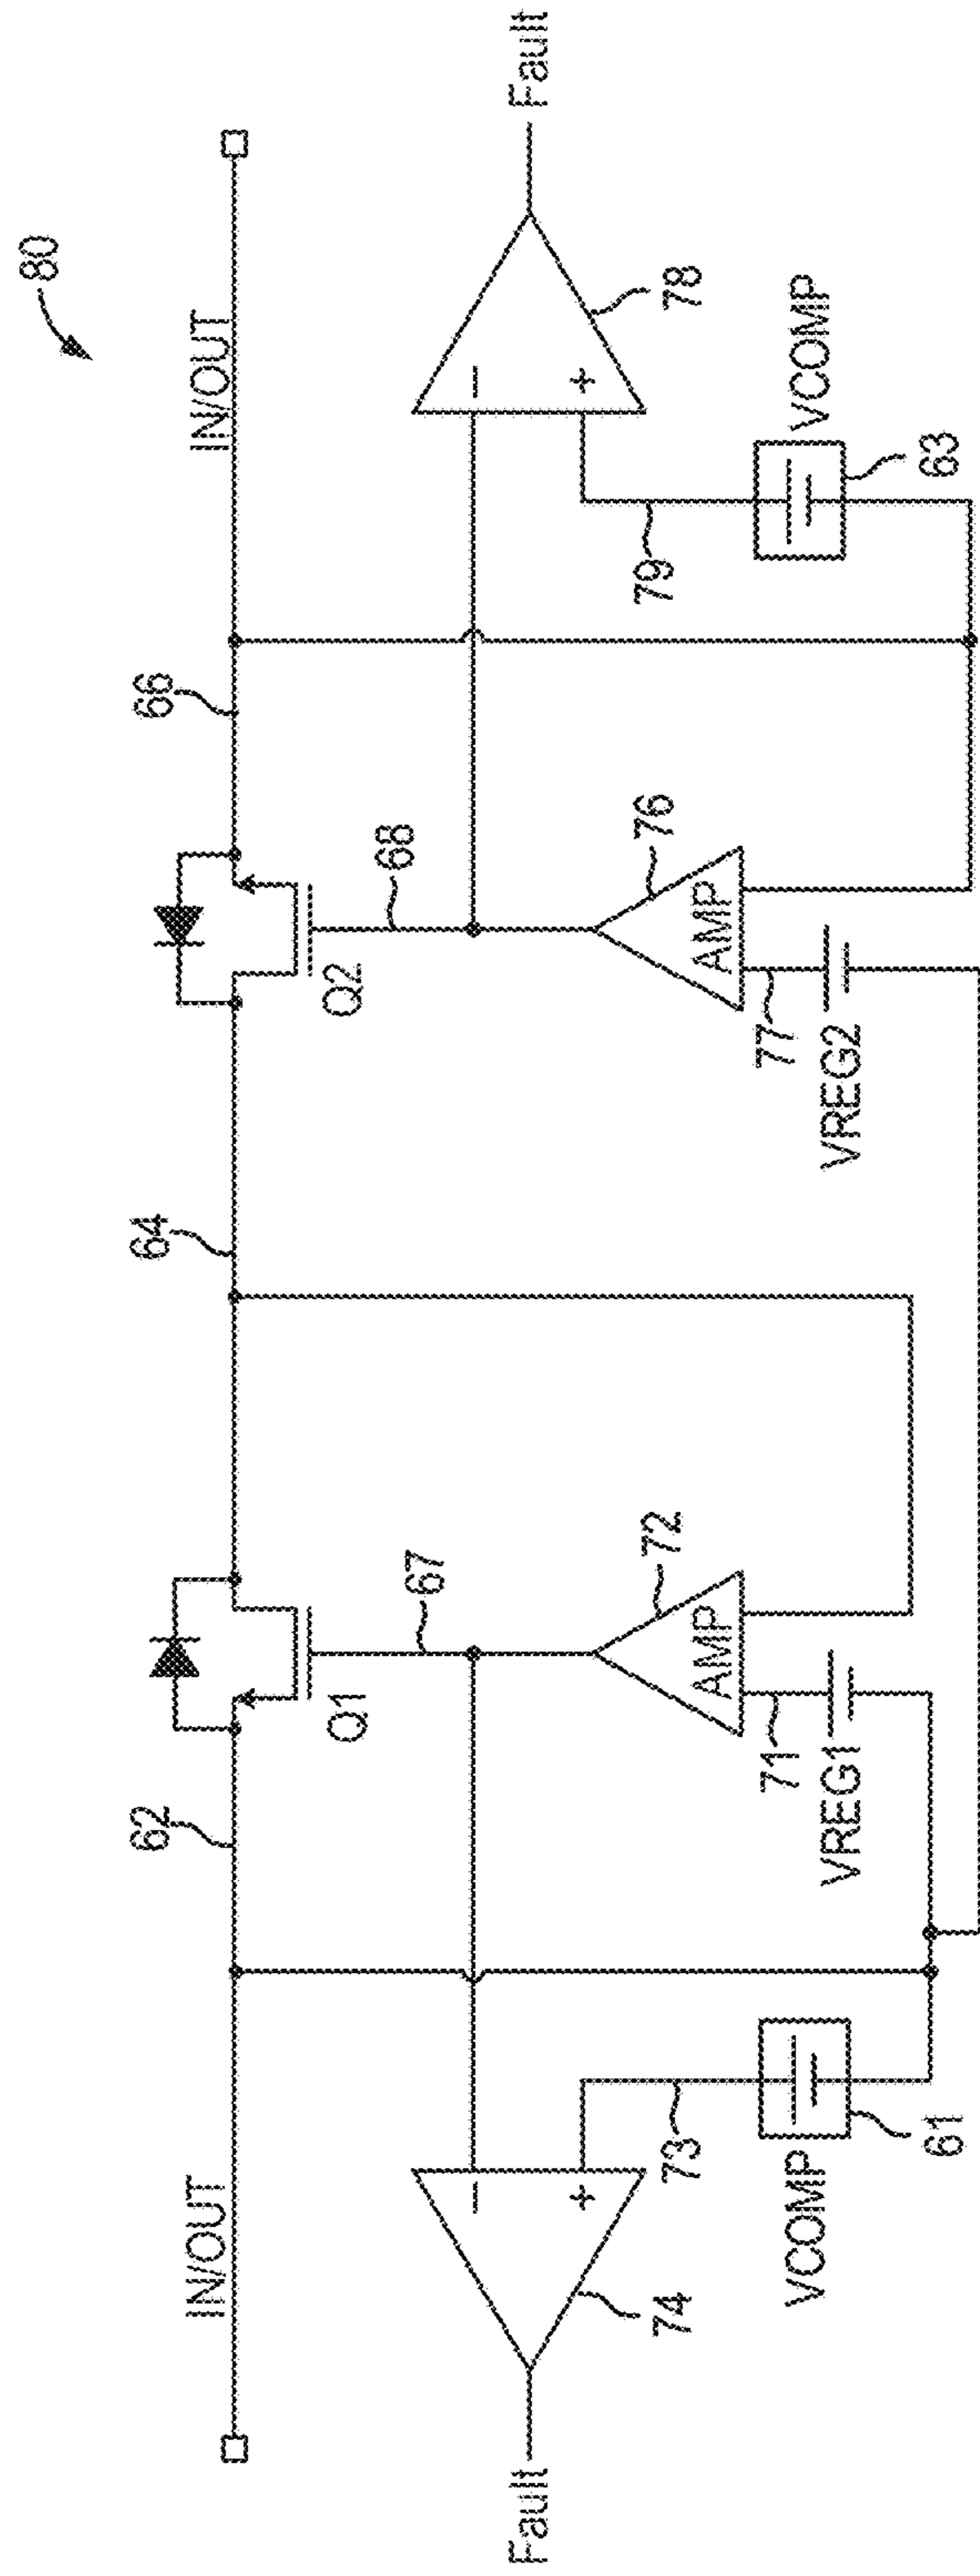 80
IN/OUT
IN/OUT
62
64
66
Q1
Q2
67
68
Fault
Fault
−
+
−
+
74
72
76
78
AMP
AMP
73
71
77
79
VCOMP
VREG1
VREG2
VCOMP
61
63